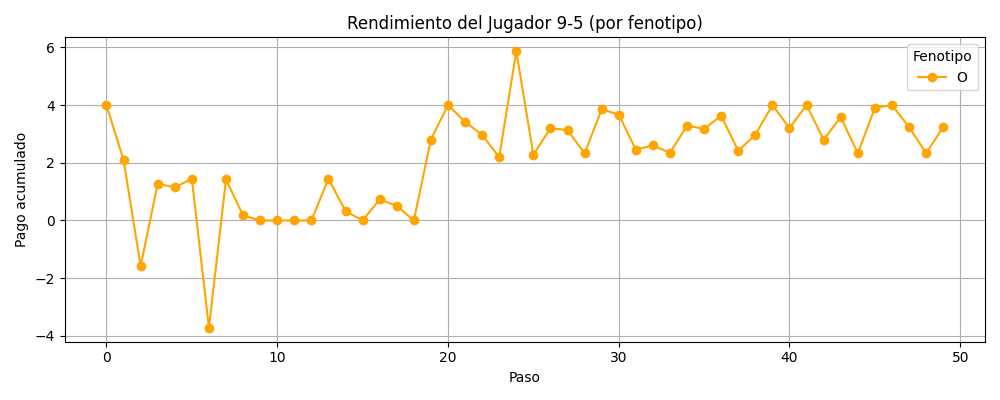 Rendimiento del Jugador 9-5 (por fenotipo)
Fenotipo
O
Pago acumulado
6
4
2
0
−2
−4
0 10 20 30 40 50
Paso